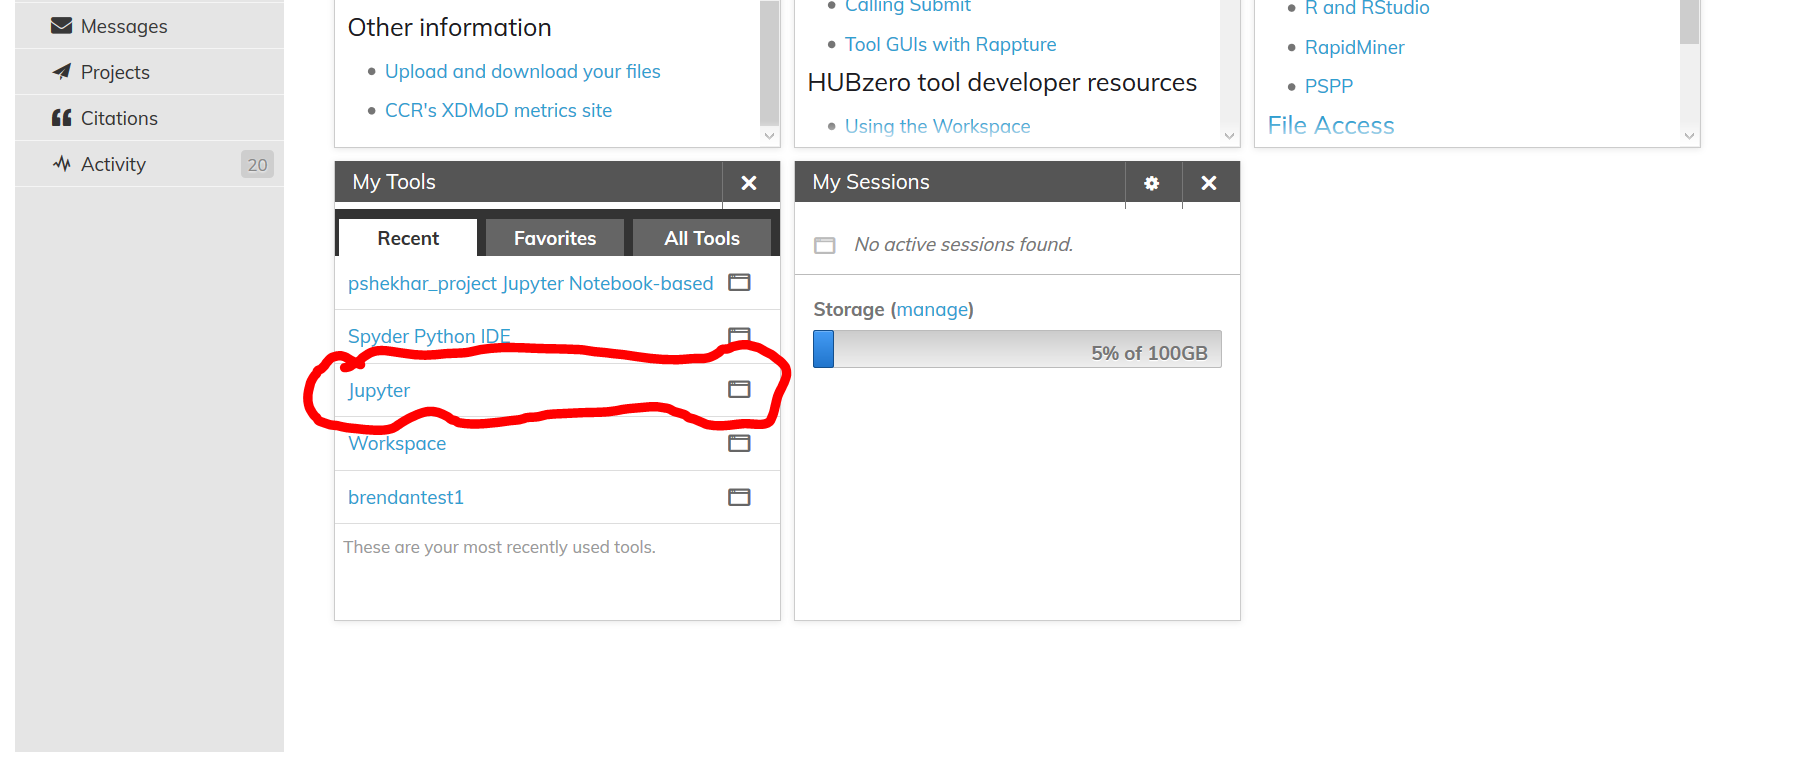 Messages
Projects
Citations
Activity 20
Other information
Upload and download your files
CCR's XDMoD metrics site
Calling Submit
Tool GUIs with Rappture
HUBzero tool developer resources
Using the Workspace
R and RStudio
RapidMiner
PSPP
File Access
My Tools
Recent Favorites All Tools
pshekhar_project Jupyter Notebook-based
Spyder Python IDE
Jupyter
Workspace
brendantest1
These are your most recently used tools.
My Sessions
No active sessions found.
Storage (manage)
5% of 100GB